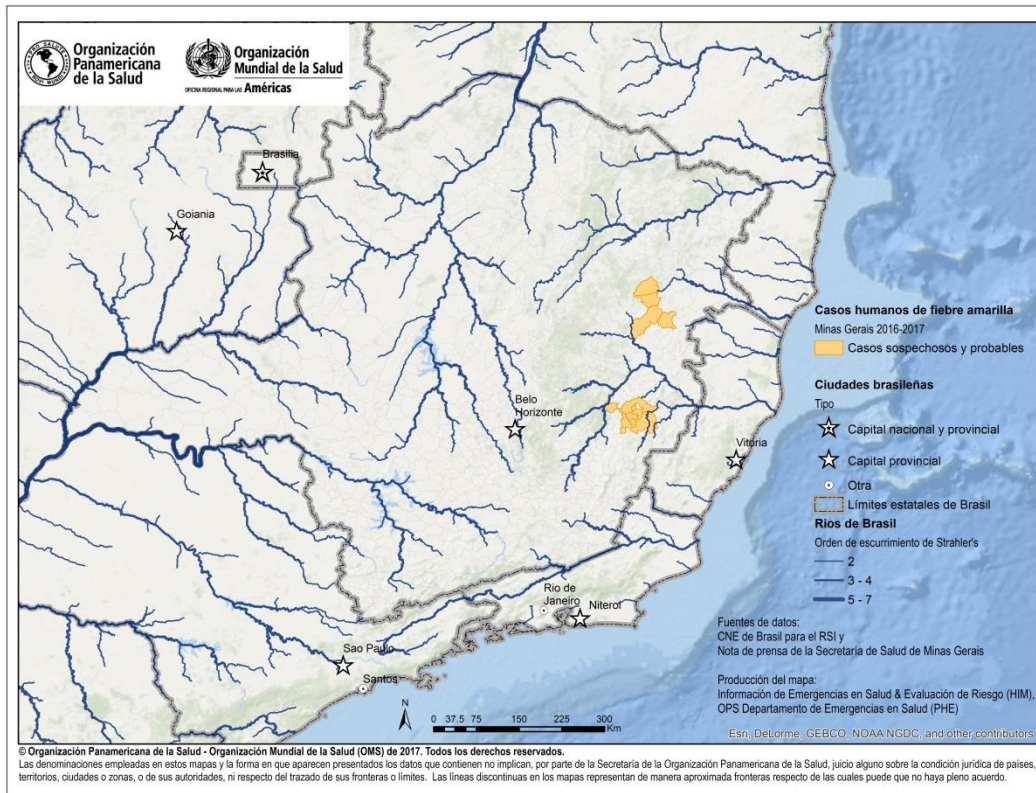 Organización
Panamericana
de la Salud
Organización
Mundial de la Salud
OFICINA REGIONAL PARA LAS Américas
Brasilia
Goiania
Belo
Horizonte
Vitoria
Rio de
Janeiro
Niteroi
Sao Paulo
Santos
Casos humanos de fiebre amarilla
Minas Gerais 2016-2017
Casos sospechosos y probables
Ciudades brasileñas
Tipo
Capital nacional y provincial
Capital provincial
Otra
Límites estatales de Brasil
Rios de Brasil
Orden de escurrimiento de Strahler's
2
3 - 4
5 - 7
Fuentes de datos:
CNE de Brasil para el RSI y
Nota de prensa de la Secretaria de Salud de Minas Gerais
Producción del mapa:
Información de Emergencias en Salud & Evaluación de Riesgo (HIM),
OPS Departamento de Emergencias en Salud (PHE)
N
0 37.5 75 150 225 300
Km
Esri, DeLorme, GEBCO, NOAA NGDC, and other contributors
© Organización Panamericana de la Salud - Organización Mundial de la Salud (OMS) de 2017. Todos los derechos reservados.
Las denominaciones empleadas en estos mapas y la forma en que aparecen presentados los datos que contienen no implican, por parte de la Secretaria de la Organización Panamericana de la Salud, juicio alguno sobre la condición jurídica de países,
territorios, ciudades o zonas, o de sus autoridades, ni respecto del trazado de sus fronteras o límites. Las líneas discontinuas en los mapas representan de manera aproximada fronteras respecto de las cuales puede que no haya pleno acuerdo.